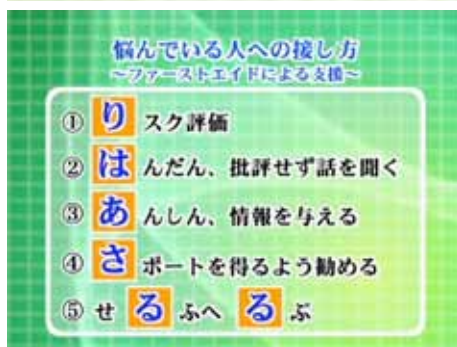 悩んでいる人への接し方
~ファーストエイドによる支援~
① り スク評価
② は んだん、批評せず話を聞く
③ あ んしん、情報を与える
④ さ ポートを得るよう勧める
⑤ せ る ふへ る ぷ